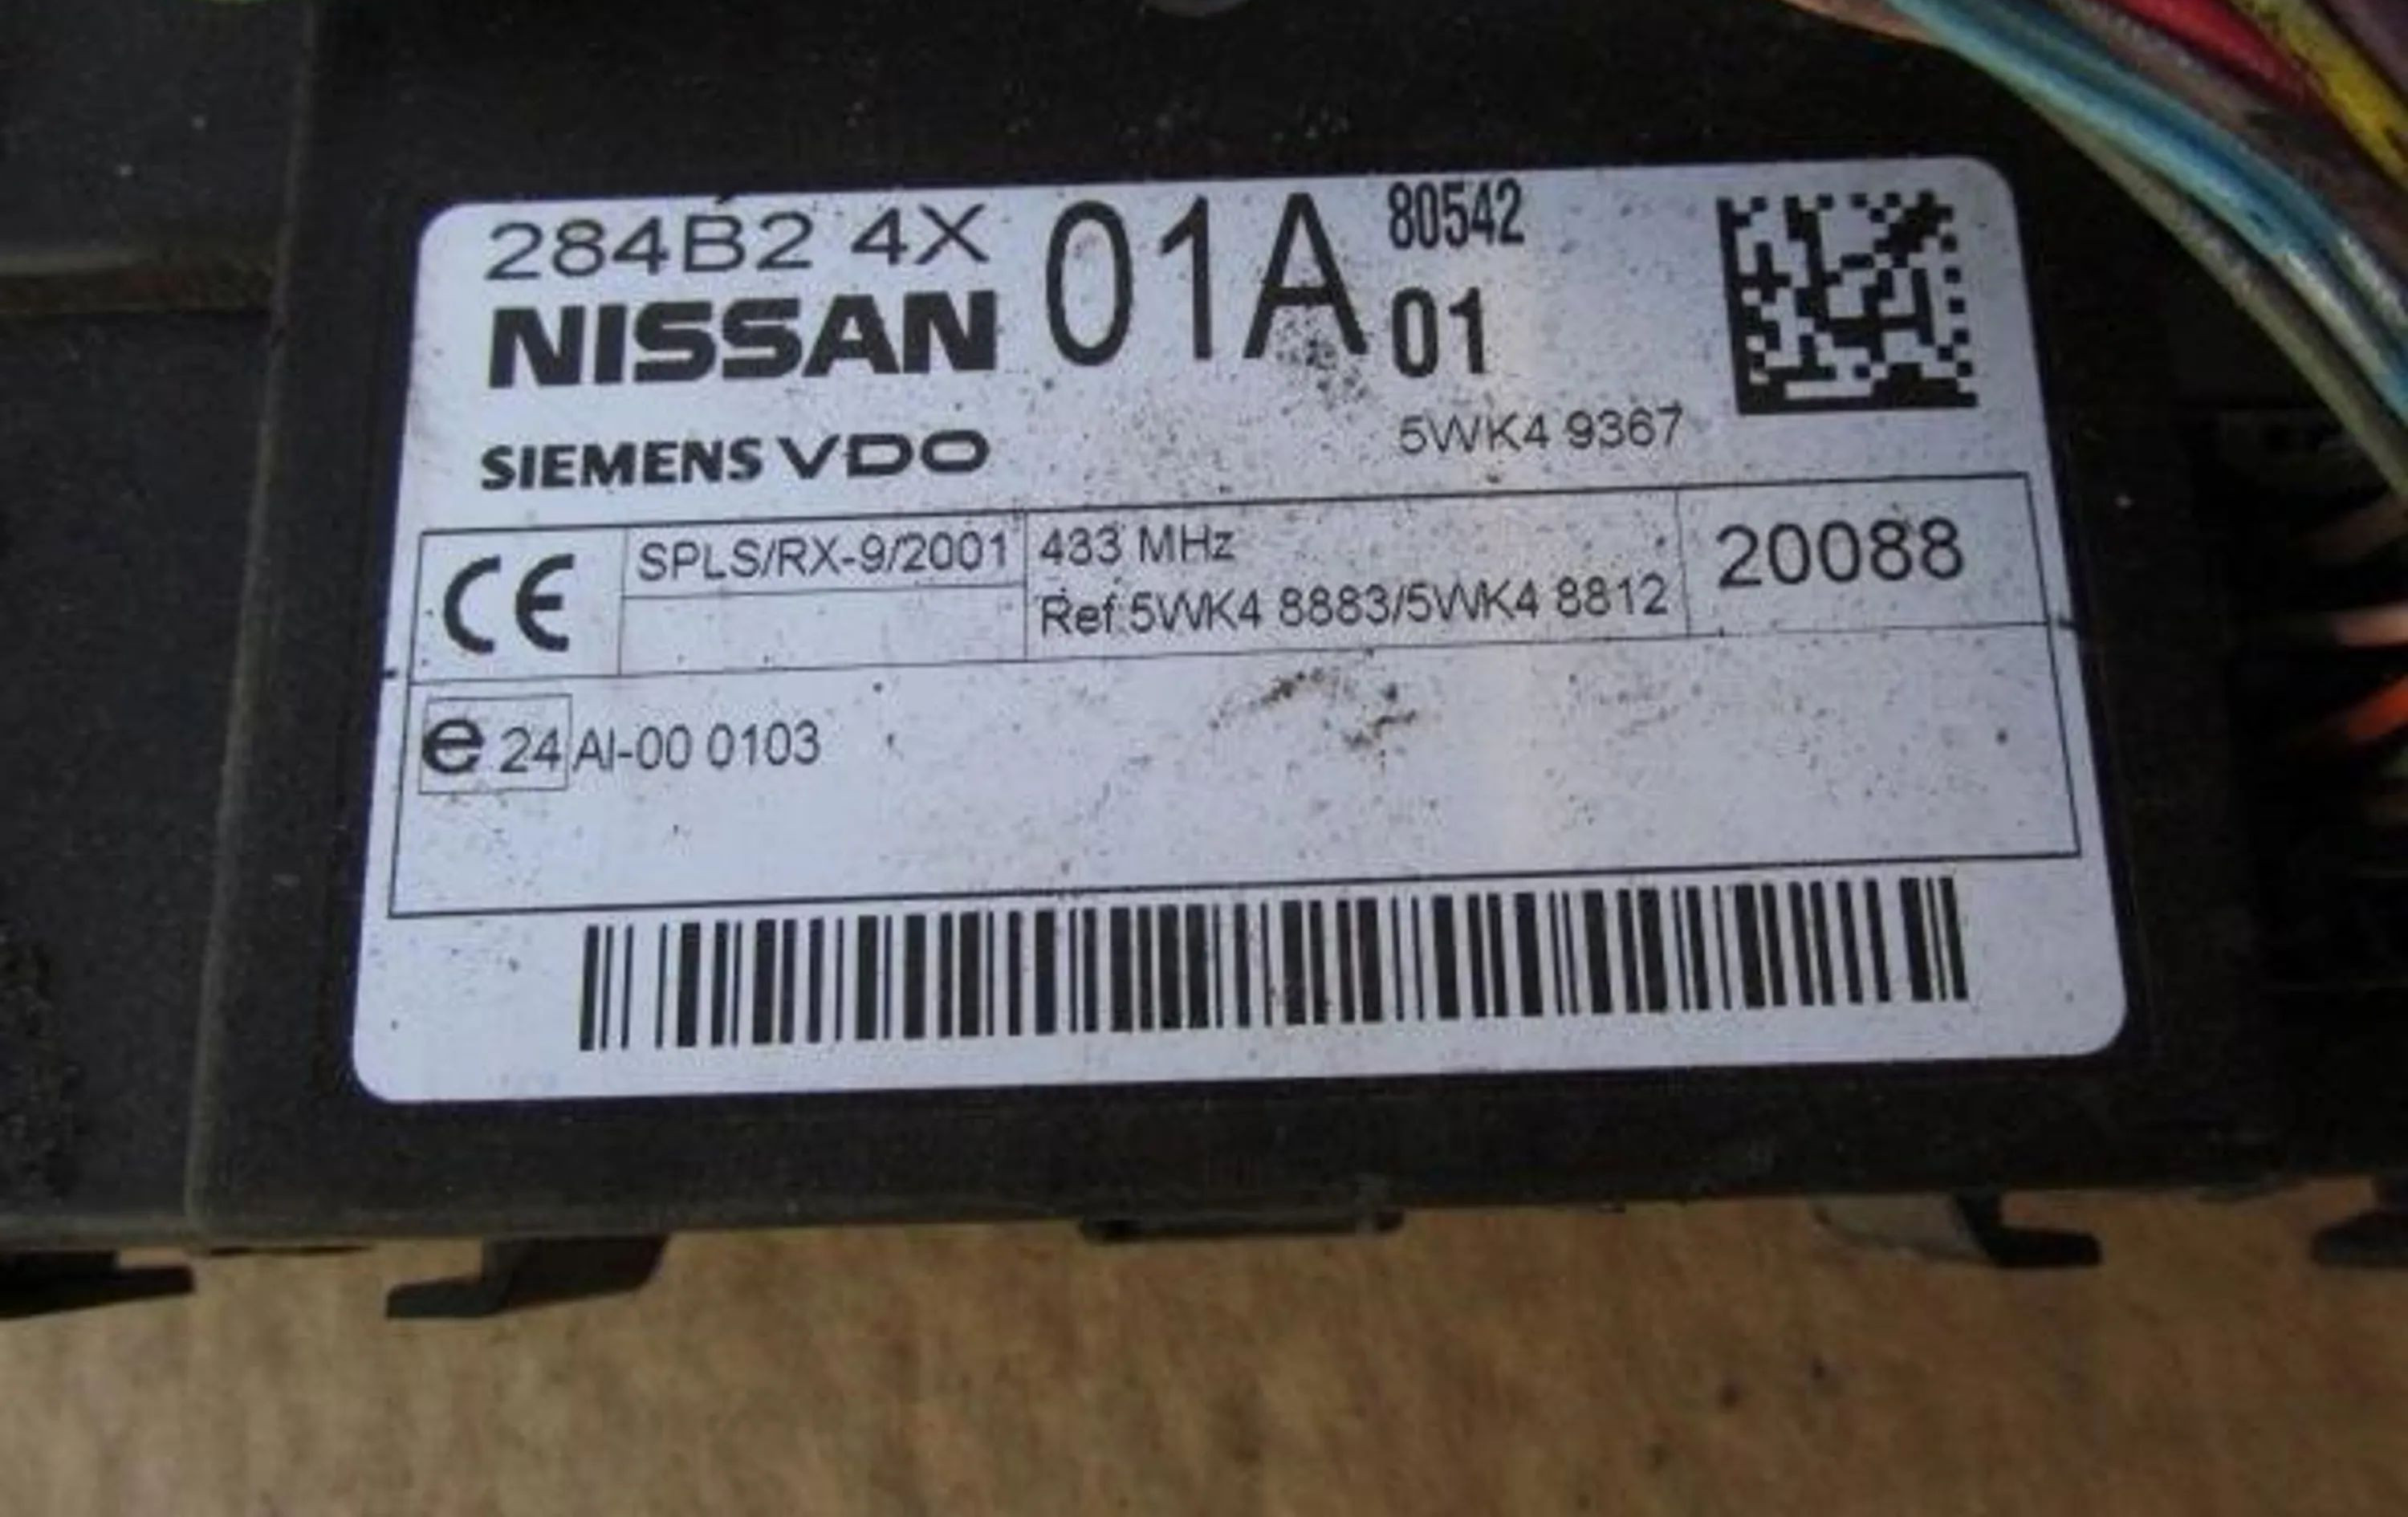 284B2 4X 01A 80542
NISSAN 01
SIEMENS VDO 5WK4 9367
CE SPLS/RX-9/2001 433 MHz 20088
Ref.5WK4 8883/5WK4 8812
e 24 AI-00 0103